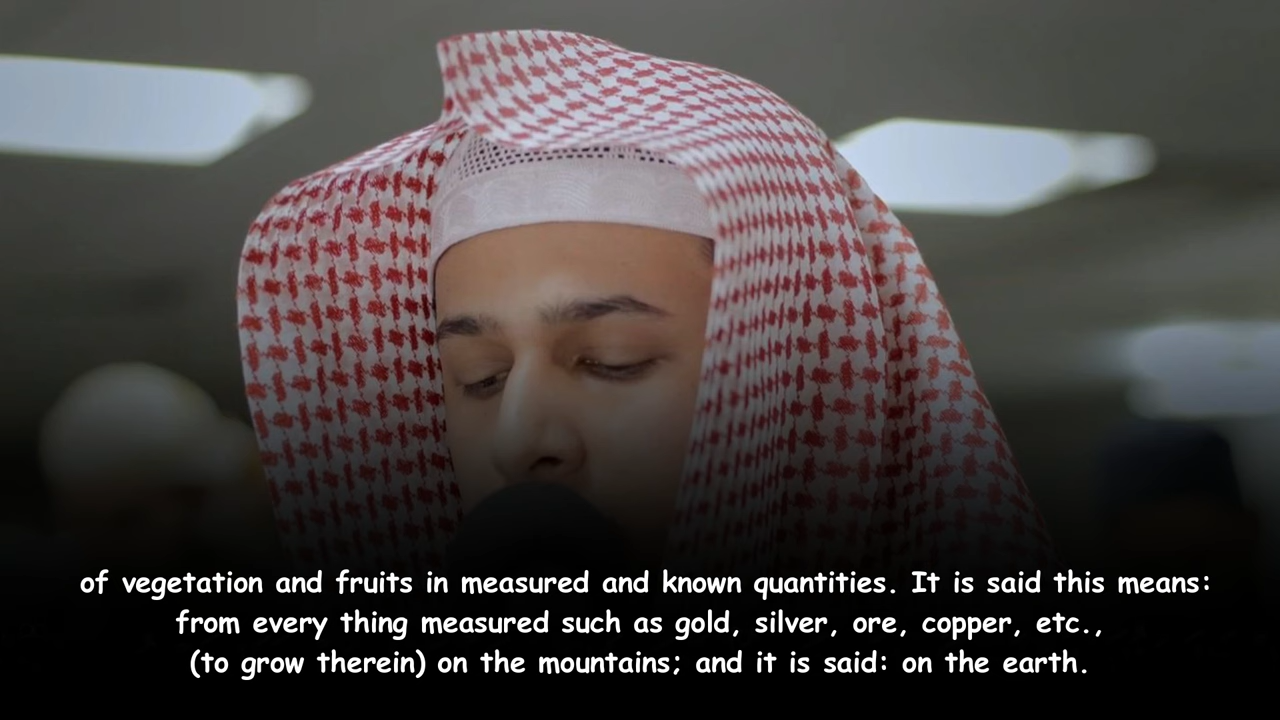 of vegetation and fruits in measured and known quantities. It is said this means:
from every thing measured such as gold, silver, ore, copper, etc.,
(to grow therein) on the mountains; and it is said: on the earth.